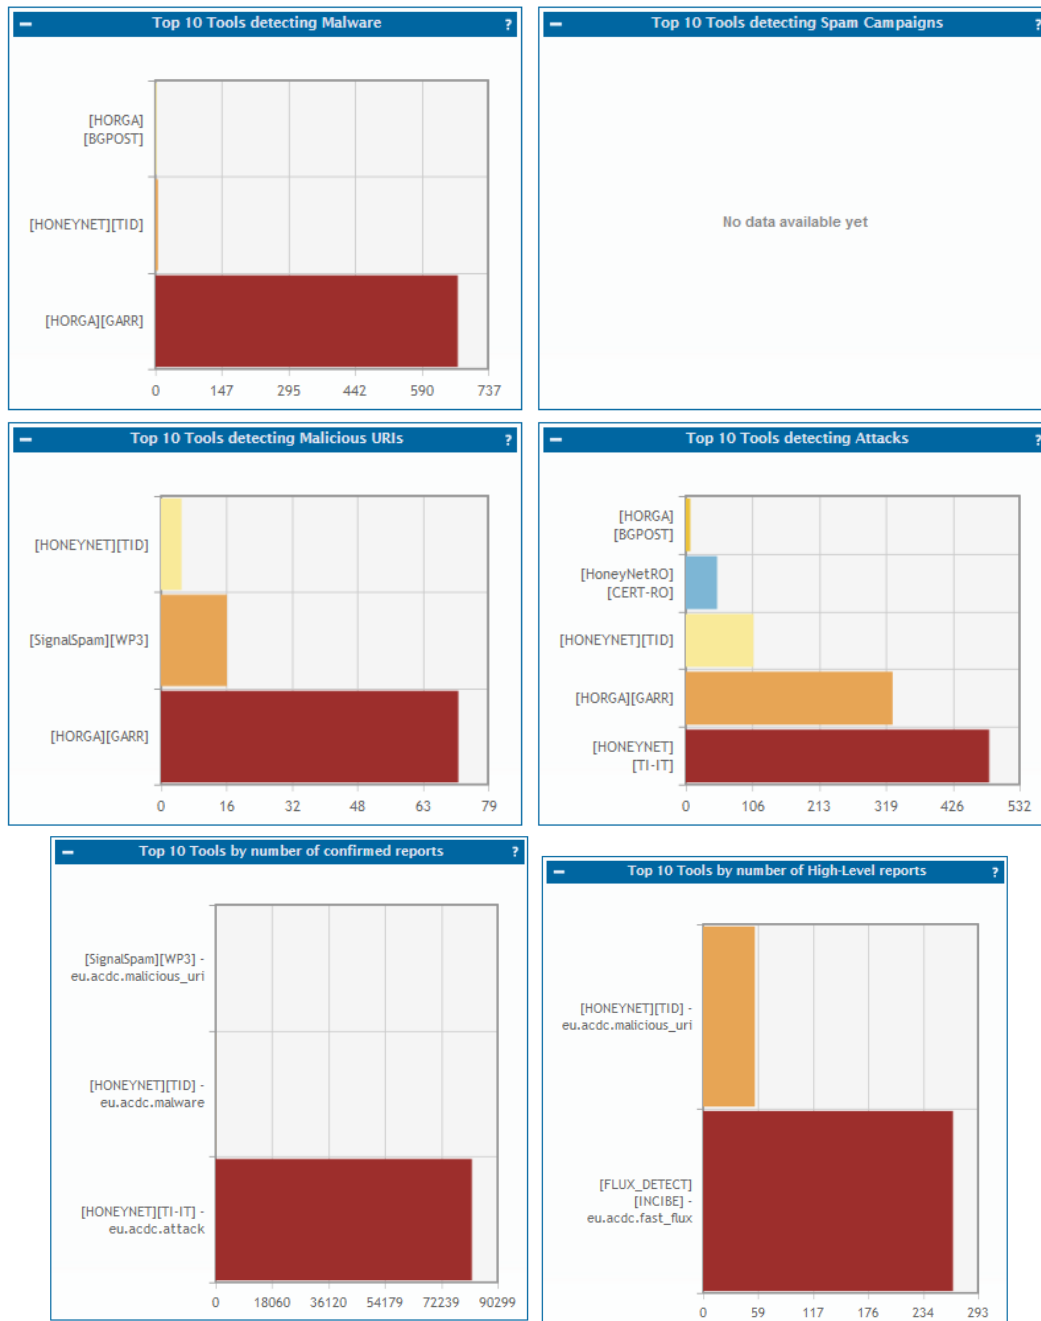 Top 10 Tools detecting Malware ?
[HORGA]
[BGPOST]
[HONEYNET][TID]
[HORGA][GARR]
0 147 295 442 590 737
Top 10 Tools detecting Spam Campaigns ?
No data available yet
Top 10 Tools detecting Malicious URIs ?
[HONEYNET][TID]
[SignalSpam][WP3]
[HORGA][GARR]
0 16 32 48 63 79
Top 10 Tools detecting Attacks ?
[HORGA]
[BGPOST]
[HoneyNetRO]
[CERT-RO]
[HONEYNET][TID]
[HORGA][GARR]
[HONEYNET]
[TI-IT]
0 106 213 319 426 532
Top 10 Tools by number of confirmed reports ?
[SignalSpam][WP3] -
eu.acdc.malicious_uri
[HONEYNET][TID] -
eu.acdc.malware
[HONEYNET][TI-IT] -
eu.acdc.attack
0 18060 36120 54179 72239 90299
Top 10 Tools by number of High-Level reports ?
[HONEYNET][TID] -
eu.acdc.malicious_uri
[FLUX_DETECT]
[INCIBE] -
eu.acdc.fast_flux
0 59 117 176 234 293